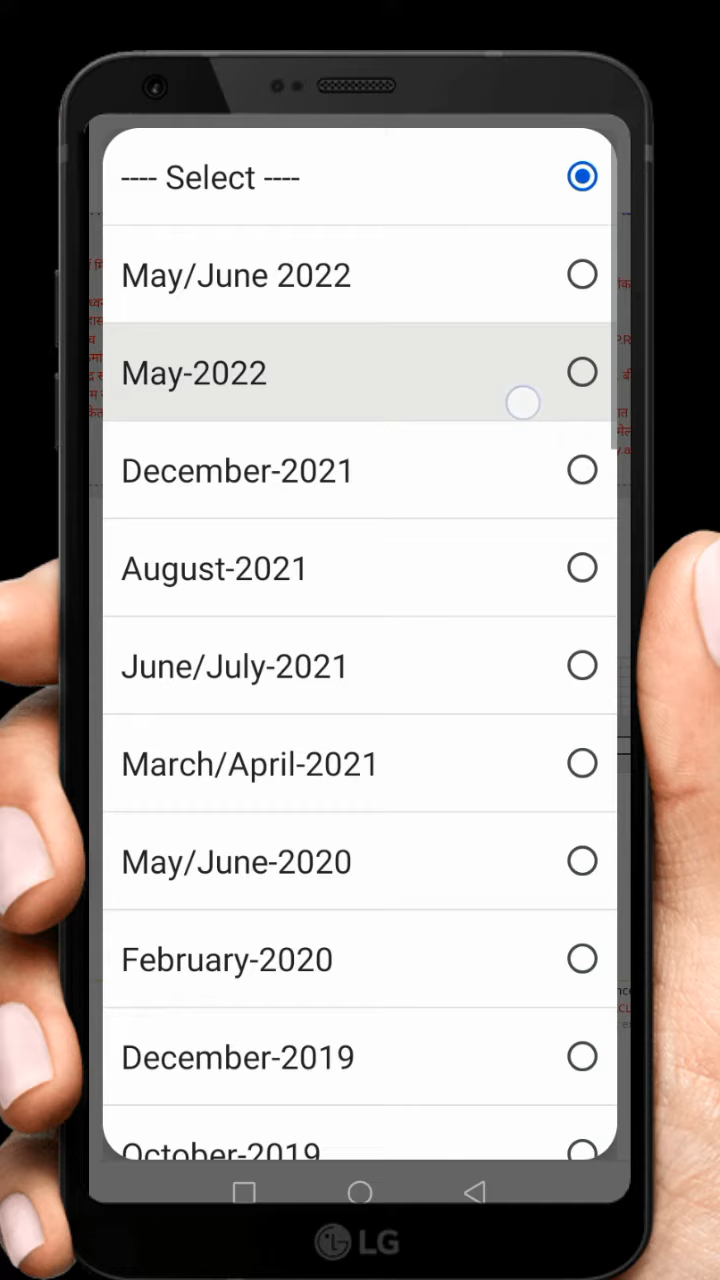 ---- Select ----
May/June 2022
May-2022
December-2021
August-2021
June/July-2021
March/April-2021
May/June-2020
February-2020
December-2019
October-2019
LG